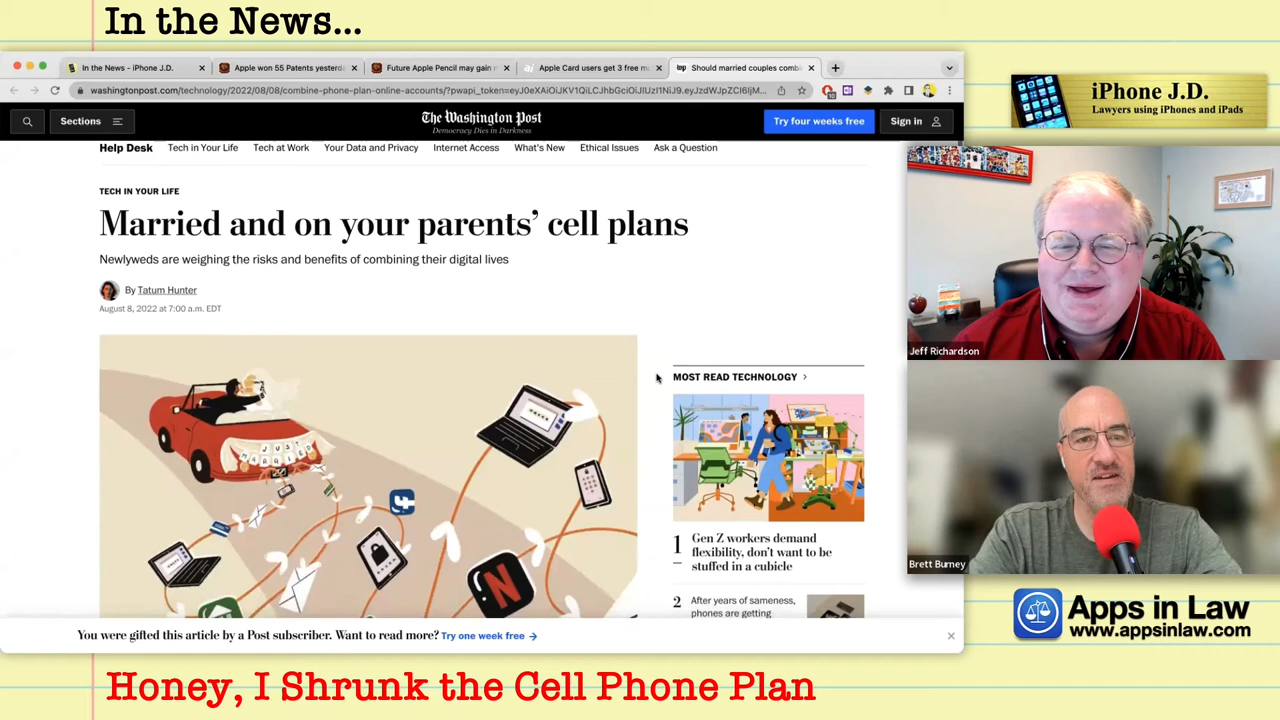 In the News...
In the News - iPhone J.D.
Apple won 55 Patents yesterd
Future Apple Pencil may gain
Apple Card users get 3 free m
Should married couples comb
washingtonpost.com/technology/2022/08/08/combine-phone-plan-online-accounts/?pwapi_token=eyJ0eXAiOiJKV1QiLCJhbGciOiJIUzI1NiJ9.eyJzdWJpZCI6IjM...
Sections
The Washington Post
Democracy Dies in Darkness
Try four weeks free
Sign in
Help Desk
Tech in Your Life
Tech at Work
Your Data and Privacy
Internet Access
What's New
Ethical Issues
Ask a Question
TECH IN YOUR LIFE
Married and on your parents' cell plans
Newlyweds are weighing the risks and benefits of combining their digital lives
By Tatum Hunter
August 8, 2022 at 7:00 a.m. EDT
JUST
MARRIED
N
MOST READ TECHNOLOGY
1
Gen Z workers demand
flexibility, don't want to be
stuffed in a cubicle
2
After years of sameness,
phones are getting
You were gifted this article by a Post subscriber. Want to read more? Try one week free →
iPhone J.D.
Lawyers using iPhones and iPads
Jeff Richardson
Brett Burney
Apps in Law
www.appsinlaw.com
Honey, I Shrunk the Cell Phone Plan